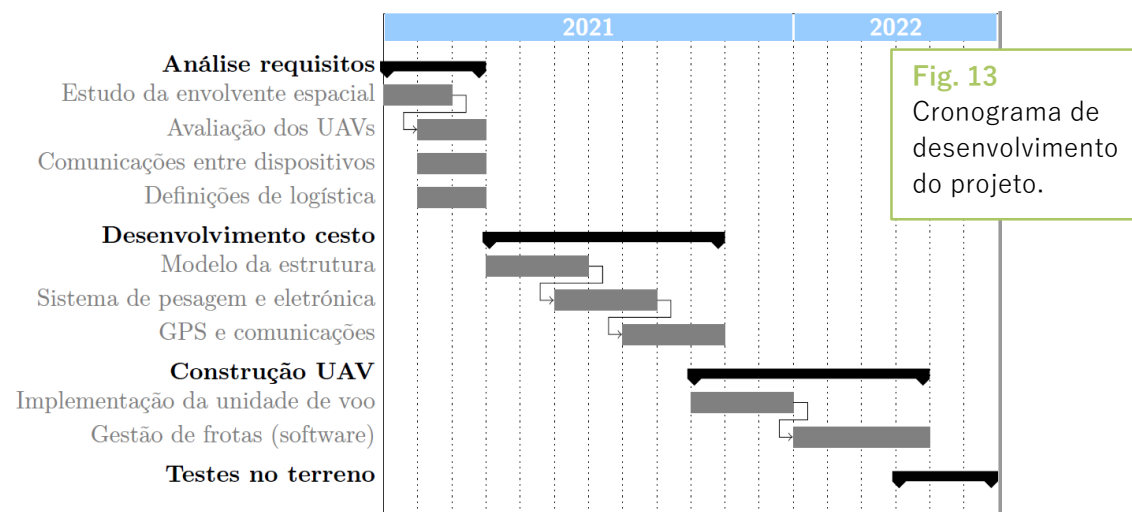 2021
2022
Análise requisitos
Estudo da envolvente espacial
Avaliação dos UAVs
Comunicações entre dispositivos
Definições de logística
Desenvolvimento cesto
Modelo da estrutura
Sistema de pesagem e eletrónica
GPS e comunicações
Construção UAV
Implementação da unidade de voo
Gestão de frotas (software)
Testes no terreno
Fig. 13
Cronograma de
desenvolvimento
do projeto.